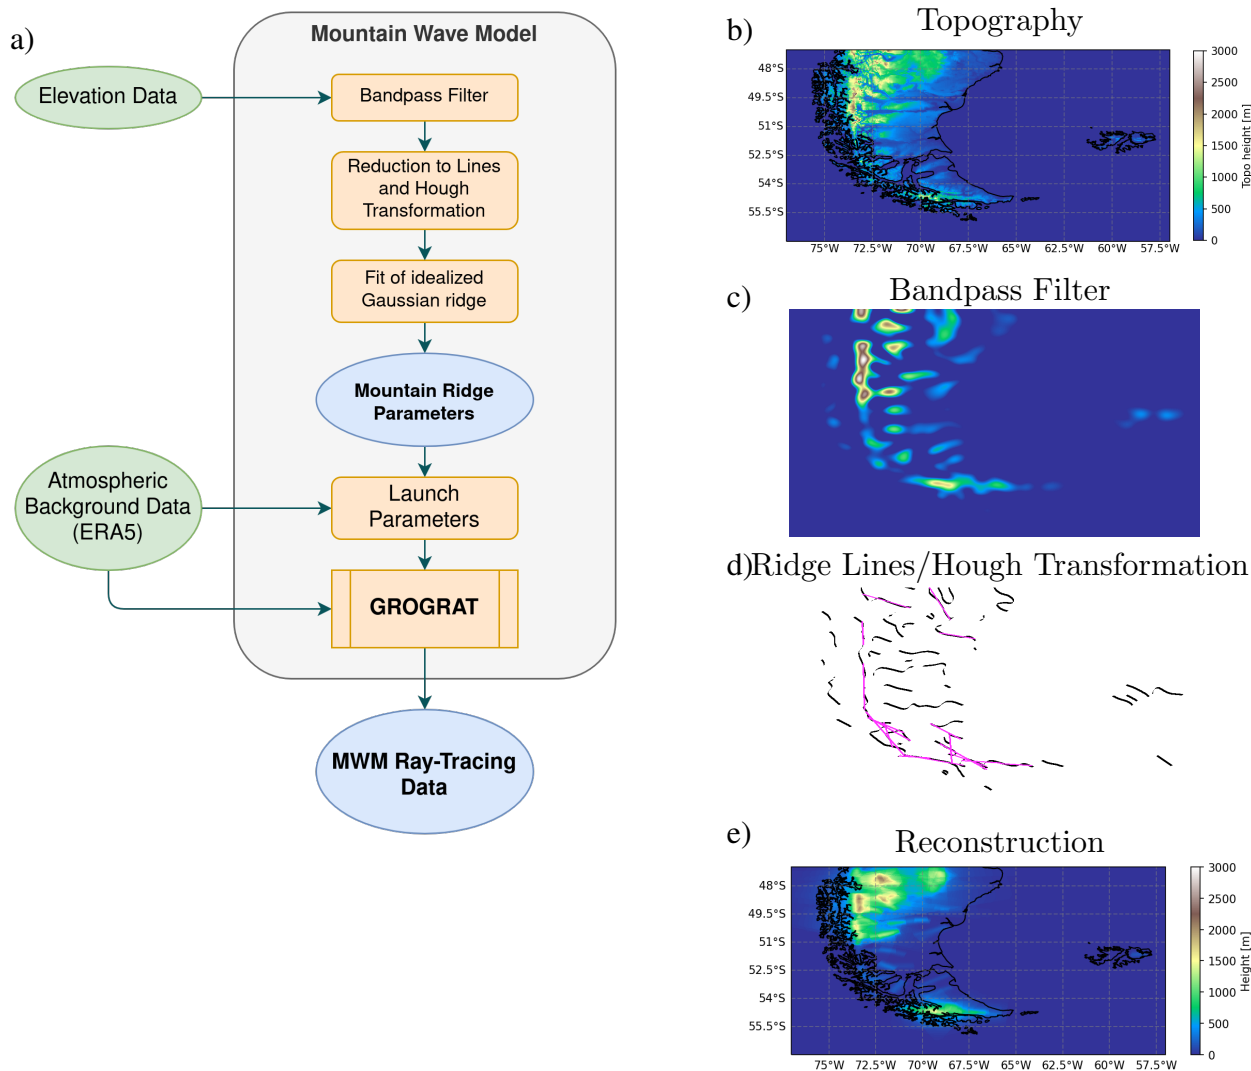 a)
Mountain Wave Model
Elevation Data
Bandpass Filter
Reduction to Lines
and Hough
Transformation
Fit of idealized
Gaussian ridge
Mountain Ridge
Parameters
Atmospheric
Background Data
(ERA5)
Launch
Parameters
GROGRAT
MWM Ray-Tracing
Data
b)
Topography
48°S
49.5°S
51°S
52.5°S
54°S
55.5°S
75°W 72.5°W 70°W 67.5°W 65°W 62.5°W 60°W 57.5°W
3000
2500
2000
1500
1000
500
0
Topo height [m]
c)
Bandpass Filter
d)Ridge Lines/Hough Transformation
e)
Reconstruction
48°S
49.5°S
51°S
52.5°S
54°S
55.5°S
75°W 72.5°W 70°W 67.5°W 65°W 62.5°W 60°W 57.5°W
3000
2500
2000
1500
1000
500
0
Height [m]